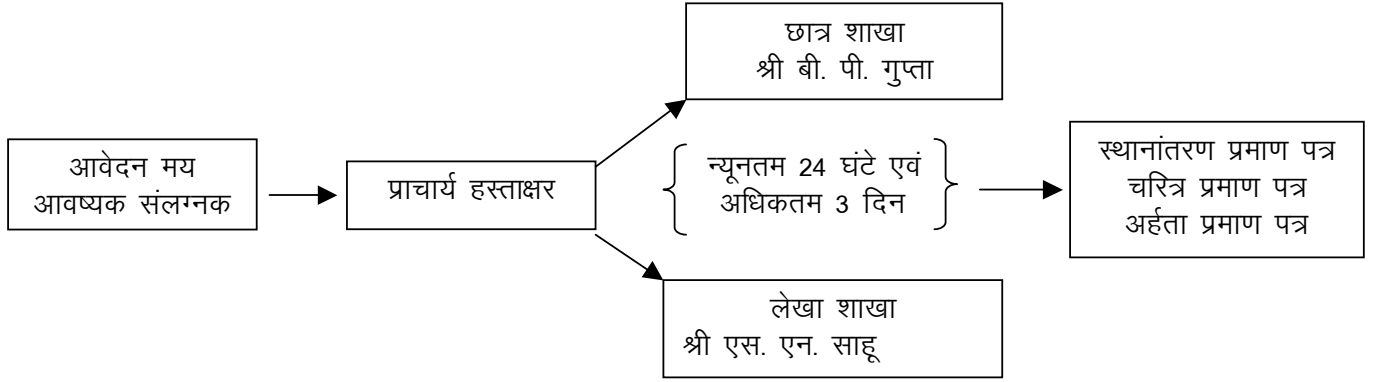 आवेदन मय
आवष्यक संलग्नक
प्राचार्य हस्ताक्षर
छात्र शाखा
श्री बी. पी. गुप्ता
न्यूनतम 24 घंटे एवं
अधिकतम 3 दिन
लेखा शाखा
श्री एस. एन. साहू
स्थानांतरण प्रमाण पत्र
चरित्र प्रमाण पत्र
अर्हता प्रमाण पत्र